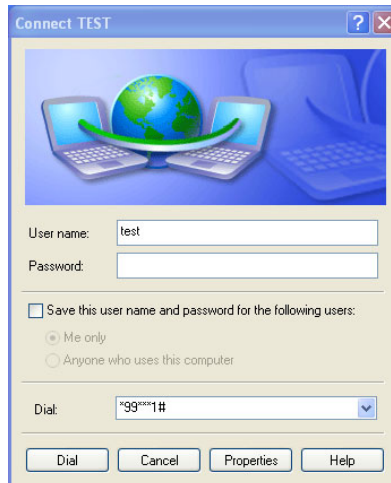 Connect TEST
User name: test
Password:
Save this user name and password for the following users:
Me only
Anyone who uses this computer
Dial: *99***1#
Dial Cancel Properties Help